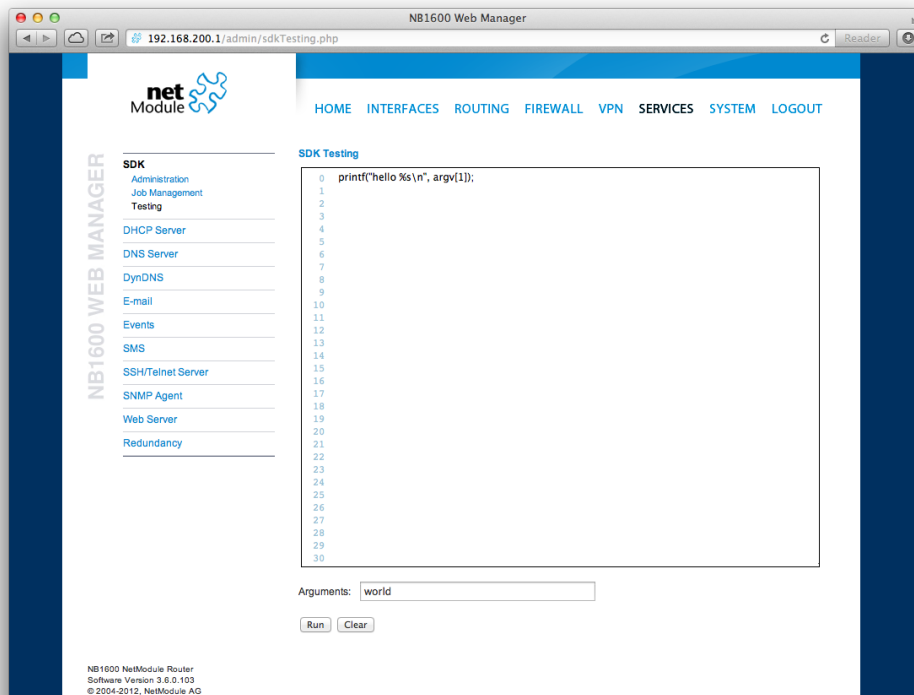 NB1600 Web Manager
192.168.200.1/admin/sdkTesting.php
Reader
net
Module
HOME INTERFACES ROUTING FIREWALL VPN SERVICES SYSTEM LOGOUT
NB1600 WEB MANAGER
SDK
Administration
Job Management
Testing
DHCP Server
DNS Server
DynDNS
E-mail
Events
SMS
SSH/Telnet Server
SNMP Agent
Web Server
Redundancy
SDK Testing
0 printf("hello %s\n", argv[1]);
1
2
3
4
5
6
7
8
9
10
11
12
13
14
15
16
17
18
19
20
21
22
23
24
25
26
27
28
29
30
Arguments: world
Run Clear
NB1600 NetModule Router
Software Version 3.6.0.103
© 2004-2012, NetModule AG